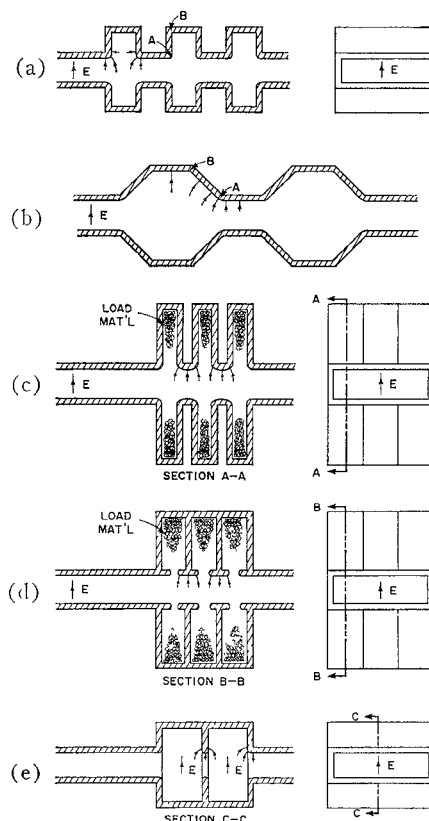 B
A
(a)
E
E
B
A
(b)
E
LOAD
MAT'L
A
(c)
E
E
SECTION A-A
A
LOAD
MAT'L
B
(d)
E
E
SECTION B-B
B
C
(e)
E
E
E
SECTION C-C
C